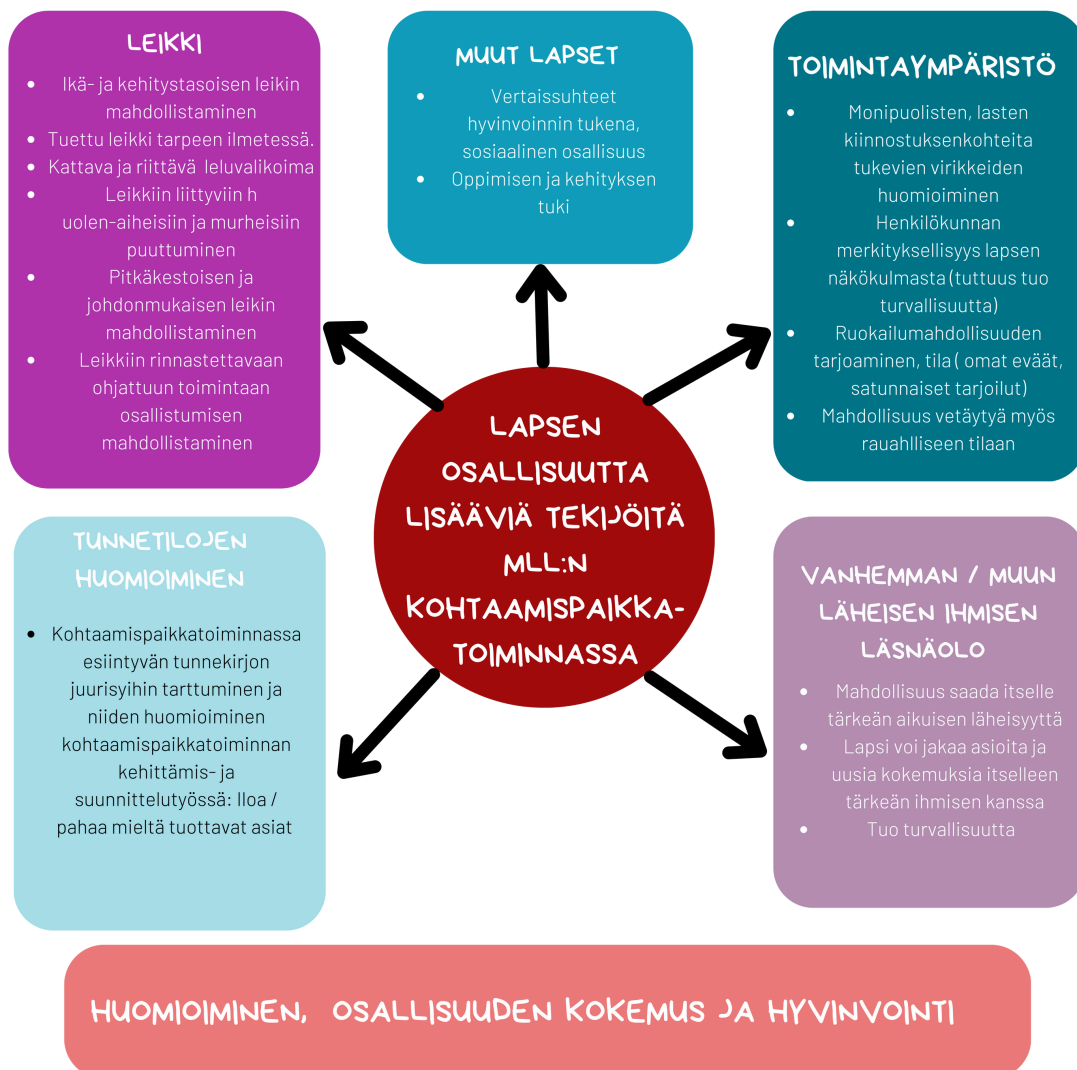 LEIKKI
• Ikä- ja kehitystasoisen leikin
mahdollistaminen
• Tuettu leikki tarpeen ilmetessä.
• Kattava ja riittävä leluvalikoima
• Leikkiin liittyviin h
uolen-aiheisiin ja murheisiin
puuttuminen
• Pitkäkestoisen ja
johdonmukaisen leikin
mahdollistaminen
• Leikkiin rinnastettavaan
ohjattuun toimintaan
osallistumisen
mahdollistaminen
MUUT LAPSET
• Vertaissuhteet
hyvinvoinnin tukena,
sosiaalinen osallisuus
• Oppimisen ja kehityksen
tuki
TOIMINTAYMPÄRISTÖ
• Monipuolisten, lasten
kiinnostuksenkohteita
tukevien virikkeiden
huomioiminen
• Henkilökunnan
merkityksellisyys lapsen
näkökulmasta (tuttuus tuo
turvallisuutta)
• Ruokailumahdollisuuden
tarjoaminen, tila ( omat eväät,
satunnaiset tarjoilut)
• Mahdollisuus vetäytyä myös
rauahlliseen tilaan
LAPSEN
OSALLISUUTTA
LISÄÄVIÄ TEKIJÖITÄ
MLL:N
KOHTAAMISPAIKKA-
TOIMINNASSA
TUNNETILOJEN
HUOMIOIMINEN
• Kohtaamispaikkatoiminnassa
esiintyvän tunnekirjon
juurisyihin tarttuminen ja
niiden huomioiminen
kohtaamispaikkatoiminnan
kehittämis- ja
suunnittelutyössä: Iloa /
pahaa mieltä tuottavat asiat
VANHEMMAN / MUUN
LÄHEISEN IHMISEN
LÄSNÄOLO
• Mahdollisuus saada itselle
tärkeän aikuisen läheisyyttä
• Lapsi voi jakaa asioita ja
uusia kokemuksia itselleen
tärkeän ihmisen kanssa
• Tuo turvallisuutta
HUOMIOIMINEN, OSALLISUUDEN KOKEMUS JA HYVINVOINTI